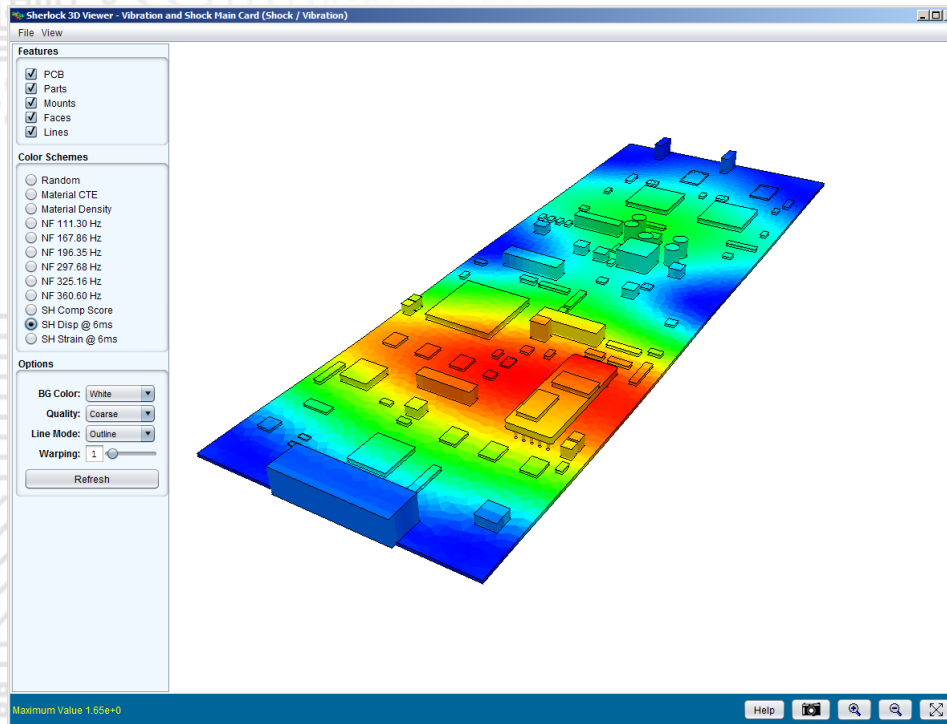 Sherlock 3D Viewer - Vibration and Shock Main Card (Shock / Vibration)
File View
Features
PCB
Parts
Mounts
Faces
Lines
Color Schemes
Random
Material CTE
Material Density
NF 111.30 Hz
NF 167.86 Hz
NF 196.35 Hz
NF 297.68 Hz
NF 325.16 Hz
NF 360.60 Hz
SH Comp Score
SH Disp @ 6ms
SH Strain @ 6ms
Options
BG Color: White
Quality: Coarse
Line Mode: Outline
Warping: 1
Refresh
Maximum Value 1.65e+0
Help